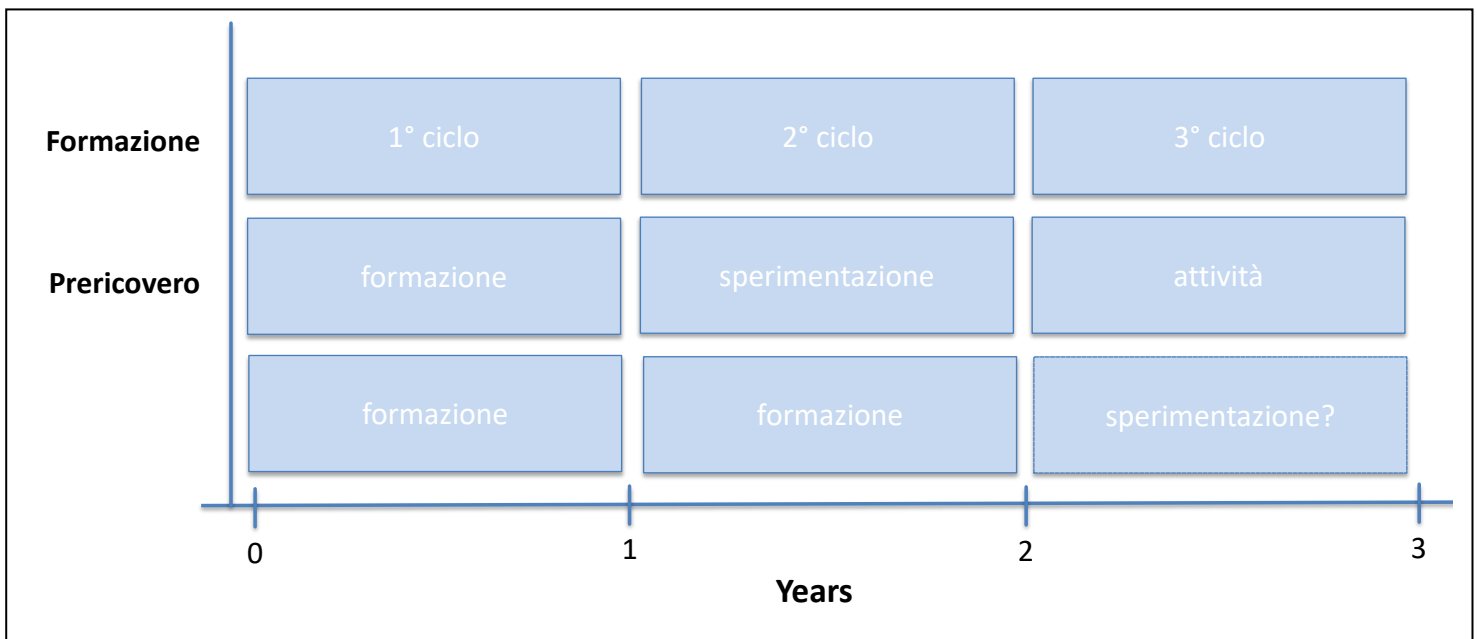 Formazione 1° ciclo 2° ciclo 3° ciclo
Prericovero formazione sperimentazione attività
formazione formazione sperimentazione?
0 1 2 3
Years